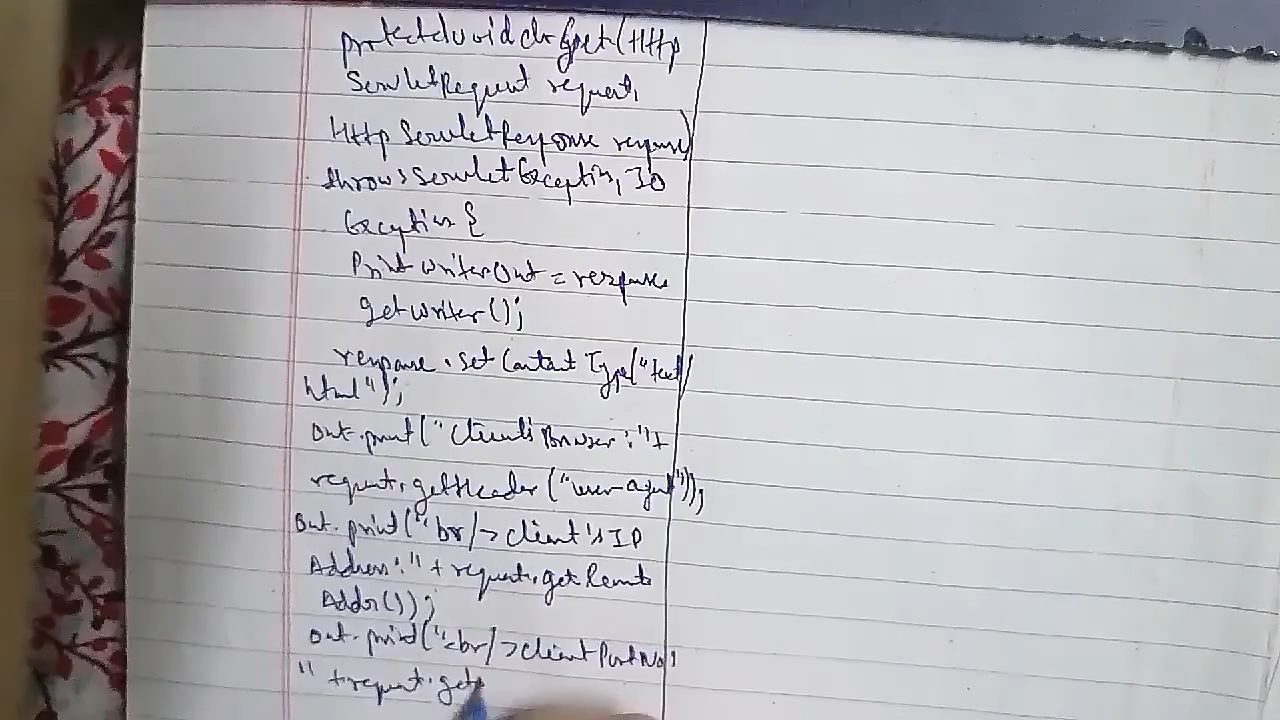 protected void doGet(Http
ServletRequest request,
HttpServletResponse response)
throws ServletException, IO
Exception {
PrintWriter out = response.
getWriter();
response.setContentType("text/
html");
Out.print("Client's Browser:"+
request.getHeader("user-agent"));
Out.print("br/>client's IP
Address:" + request.getRemote
Addr());
out.print("<br/>client Port No:
" +request.getp